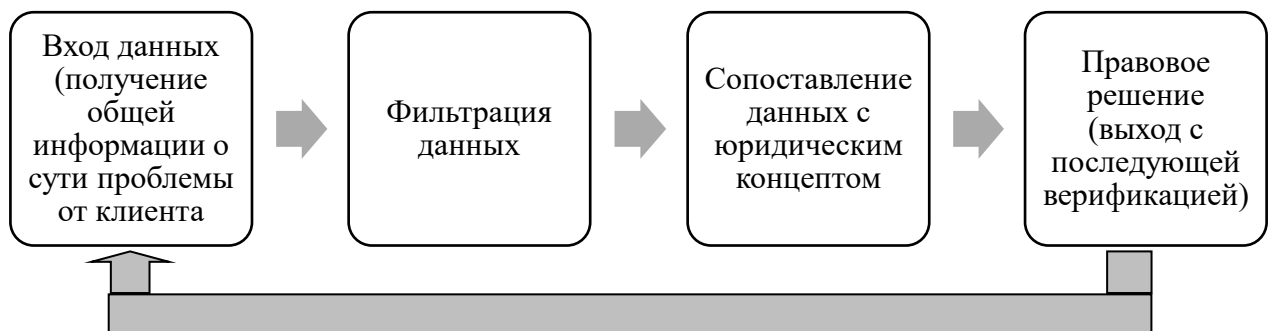 Вход данных
(получение
общей
информации о
сути проблемы
от клиента
Фильтрация
данных
Сопоставление
данных с
юридическим
концептом
Правовое
решение
(выход с
последующей
верификацией)